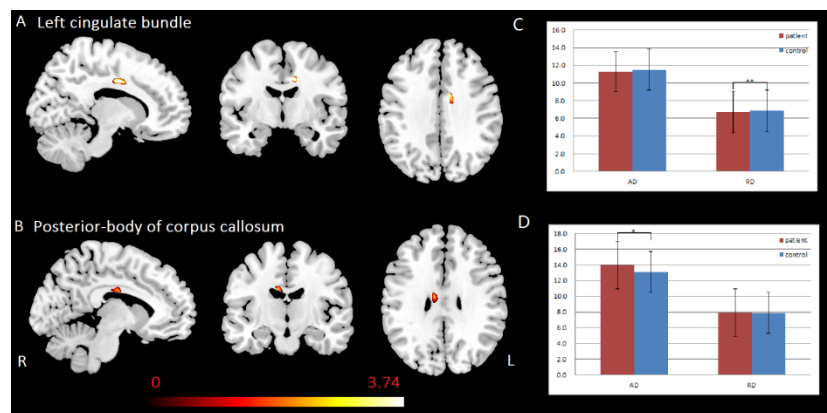 A Left cingulate bundle
C
16.0
14.0
12.0
10.0
8.0
6.0
4.0
2.0
0.0
patient
control
**
AD RD
B Posterior-body of corpus callosum
R L
0 3.74
D
18.0
16.0
14.0
12.0
10.0
8.0
6.0
4.0
2.0
0.0
patient
control
*
AD RD